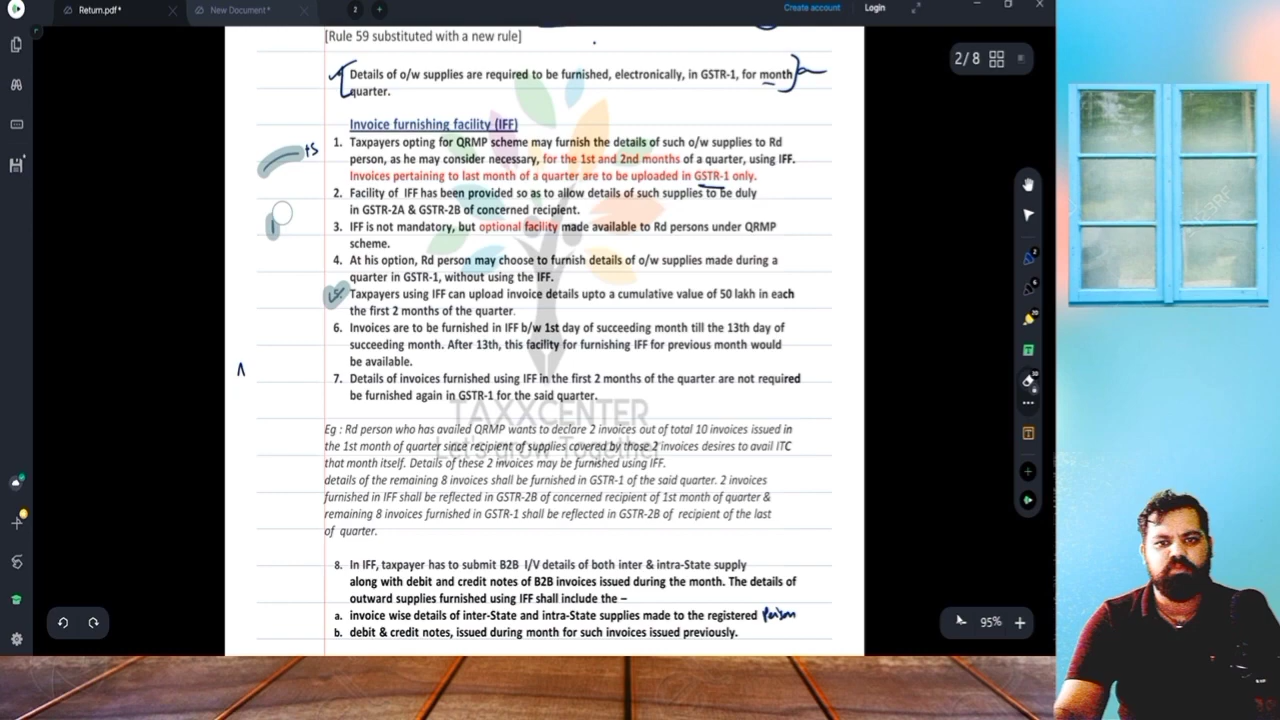 Return.pdf*
New Document*
2
Create account
Login
[Rule 59 substituted with a new rule]
2/8
Details of o/w supplies are required to be furnished, electronically, in GSTR-1, for month
quarter.
Invoice furnishing facility (IFF)
1. Taxpayers opting for QRMP scheme may furnish the details of such o/w supplies to Rd
person, as he may consider necessary, for the 1st and 2nd months of a quarter, using IFF.
Invoices pertaining to last month of a quarter are to be uploaded in GSTR-1 only.
2. Facility of IFF has been provided so as to allow details of such supplies to be duly
in GSTR-2A & GSTR-2B of concerned recipient.
3. IFF is not mandatory, but optional facility made available to Rd persons under QRMP
scheme.
4. At his option, Rd person may choose to furnish details of o/w supplies made during a
quarter in GSTR-1, without using the IFF.
5. Taxpayers using IFF can upload invoice details upto a cumulative value of 50 lakh in each
the first 2 months of the quarter.
6. Invoices are to be furnished in IFF b/w 1st day of succeeding month till the 13th day of
succeeding month. After 13th, this facility for furnishing IFF for previous month would
be available.
7. Details of invoices furnished using IFF in the first 2 months of the quarter are not required
be furnished again in GSTR-1 for the said quarter.
TAXXCENTER
Let's grow Together
Eg : Rd person who has availed QRMP wants to declare 2 invoices out of total 10 invoices issued in
the 1st month of quarter since recipient of supplies covered by those 2 invoices desires to avail ITC
that month itself. Details of these 2 invoices may be furnished using IFF.
details of the remaining 8 invoices shall be furnished in GSTR-1 of the said quarter. 2 invoices
furnished in IFF shall be reflected in GSTR-2B of concerned recipient of 1st month of quarter &
remaining 8 invoices furnished in GSTR-1 shall be reflected in GSTR-2B of recipient of the last
of quarter.
8. In IFF, taxpayer has to submit B2B I/V details of both inter & intra-State supply
along with debit and credit notes of B2B invoices issued during the month. The details of
outward supplies furnished using IFF shall include the –
a. invoice wise details of inter-State and intra-State supplies made to the registered person
b. debit & credit notes, issued during month for such invoices issued previously.
95%